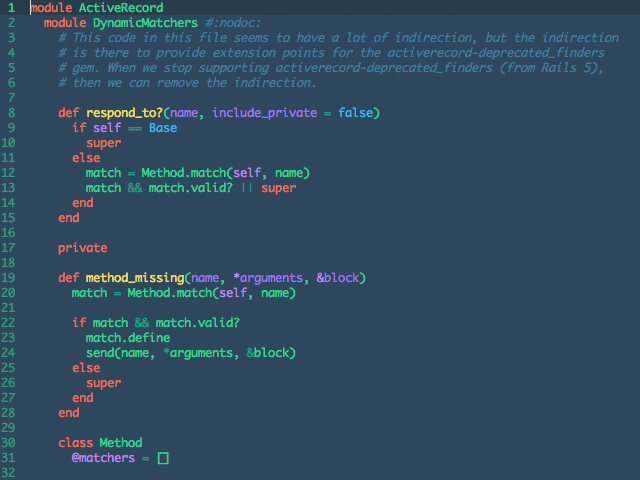 1 module ActiveRecord
2   module DynamicMatchers #:nodoc:
3     # This code in this file seems to have a lot of indirection, but the indirection
4     # is there to provide extension points for the activerecord-deprecated_finders
5     # gem. When we stop supporting activerecord-deprecated_finders (from Rails 5),
6     # then we can remove the indirection.
7
8     def respond_to?(name, include_private = false)
9       if self == Base
10         super
11       else
12         match = Method.match(self, name)
13         match && match.valid? || super
14       end
15     end
16
17     private
18
19     def method_missing(name, *arguments, &block)
20       match = Method.match(self, name)
21
22       if match && match.valid?
23         match.define
24         send(name, *arguments, &block)
25       else
26         super
27       end
28     end
29
30     class Method
31       @matchers = []
32